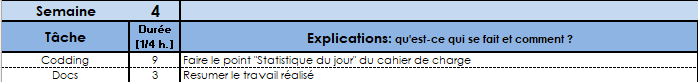 Semaine 4
Tâche Durée [1/4 h.] Explications: qu'est-ce qui se fait et comment ?
Codding 9 Faire le point "Statistique du jour" du cahier de charge
Docs 3 Resumer le travail réalisé